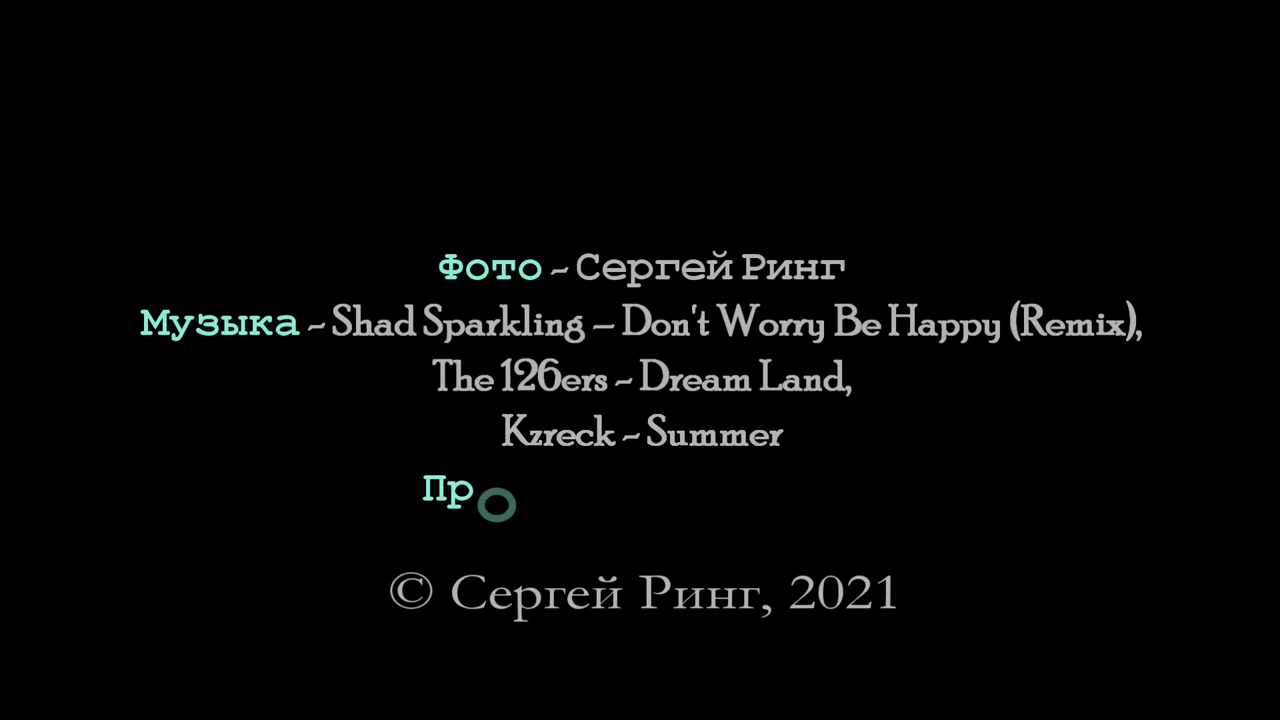 Фото - Сергей Ринг
Музыка - Shad Sparkling – Don't Worry Be Happy (Remix),
The 126ers - Dream Land,
Kzreck - Summer
Про
© Сергей Ринг, 2021